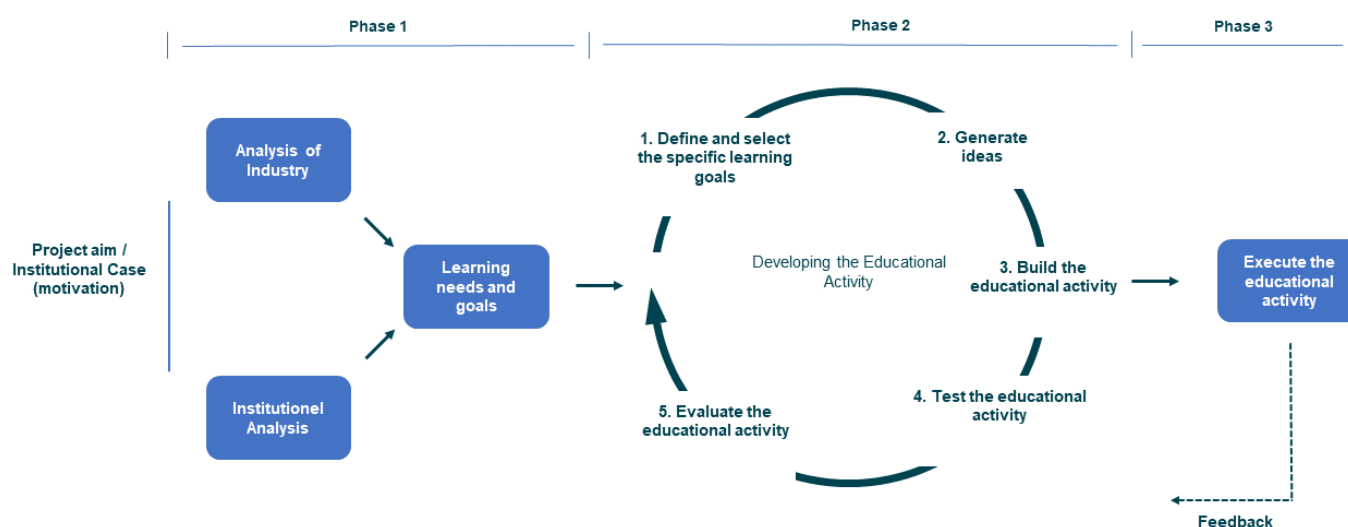 Phase 1
Phase 2
Phase 3
Project aim /
Institutional Case
(motivation)
Analysis of
Industry
Institutionel
Analysis
Learning
needs and
goals
1. Define and select
the specific learning
goals
2. Generate
ideas
Developing the Educational
Activity
3. Build the
educational activity
4. Test the educational
activity
5. Evaluate the
educational activity
Execute the
educational
activity
Feedback